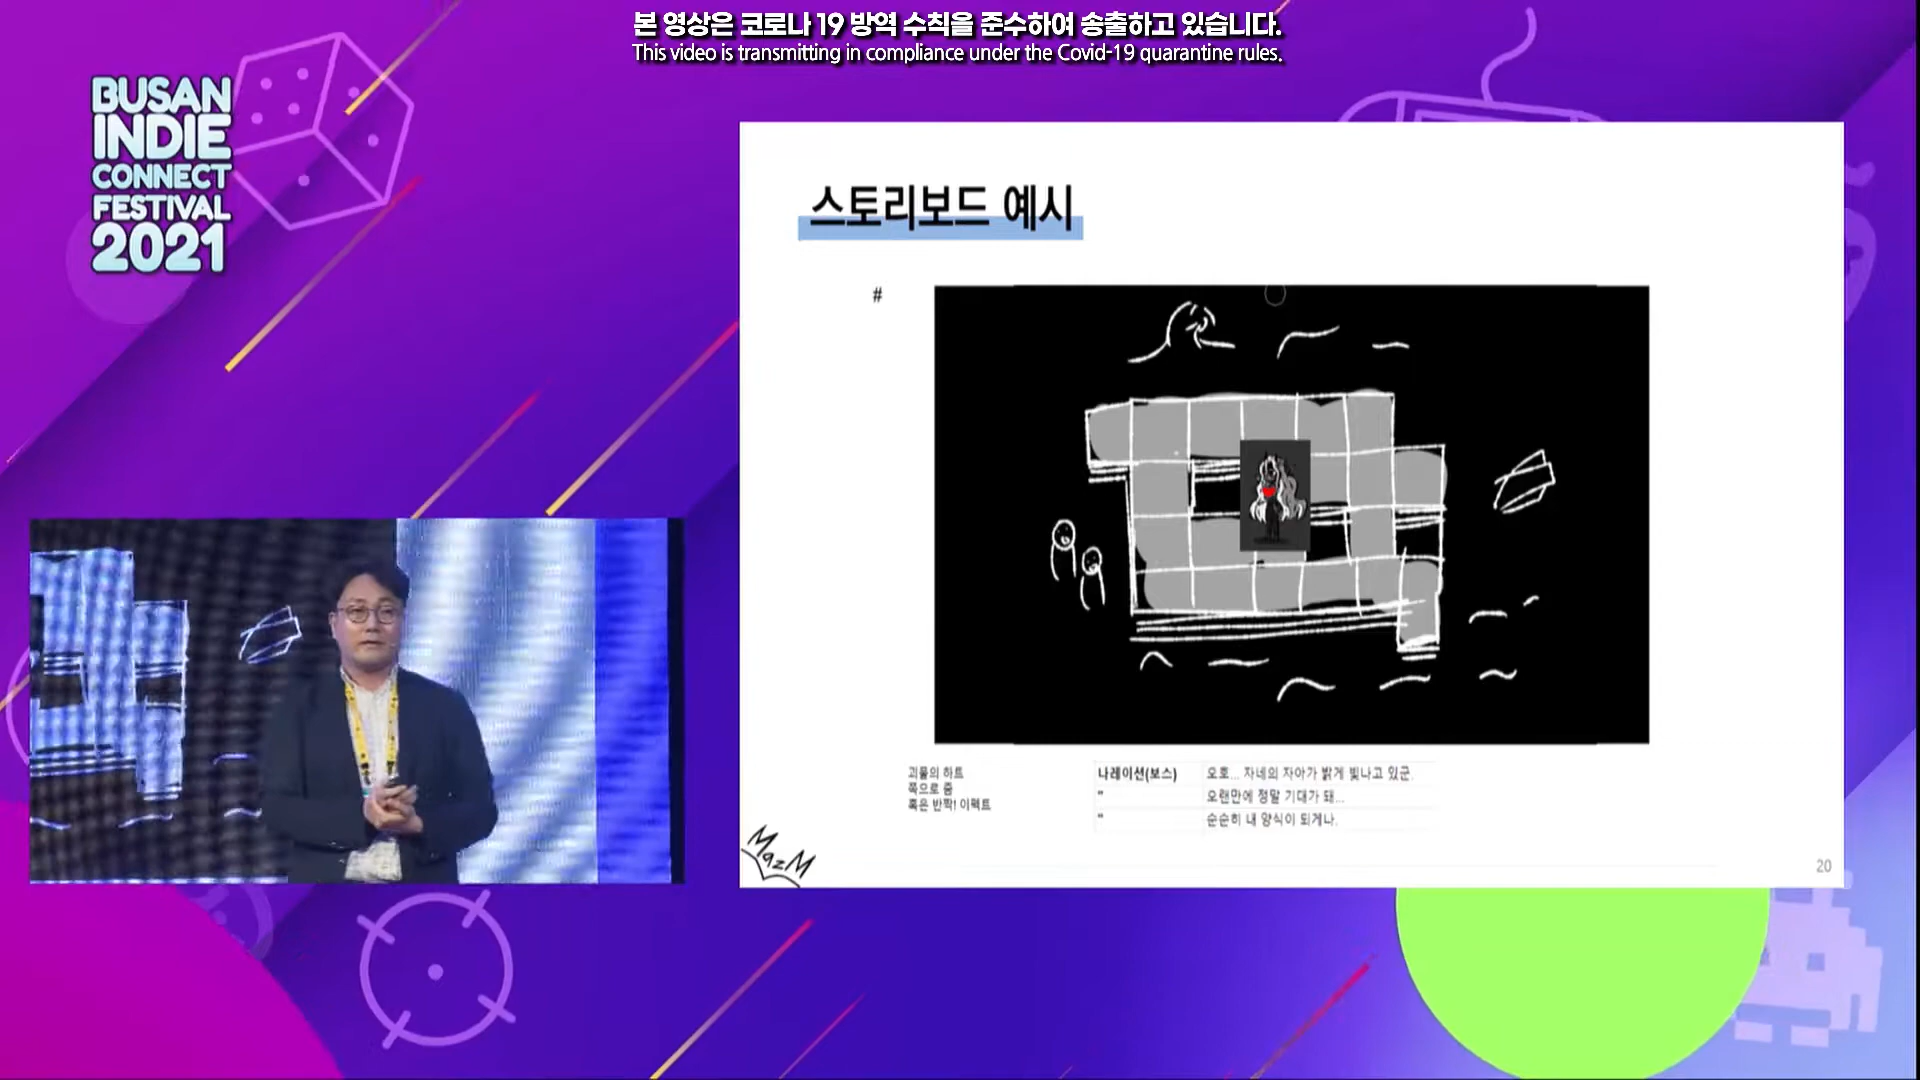 본 영상은 코로나 19 방역 수칙을 준수하여 송출하고 있습니다.
This video is transmitting in compliance under the Covid-19 quarantine rules.
BUSAN
INDIE
CONNECT
FESTIVAL
2021
스토리보드 예시
#
괴물의 하트
쪽으로 줌
혹은 반짝! 이펙트
나레이션(보스) 오호... 자네의 자아가 밝게 빛나고 있군.
" 오랜만에 정말 기대가 돼...
" 순순히 내 양식이 되게나.
MazM
20